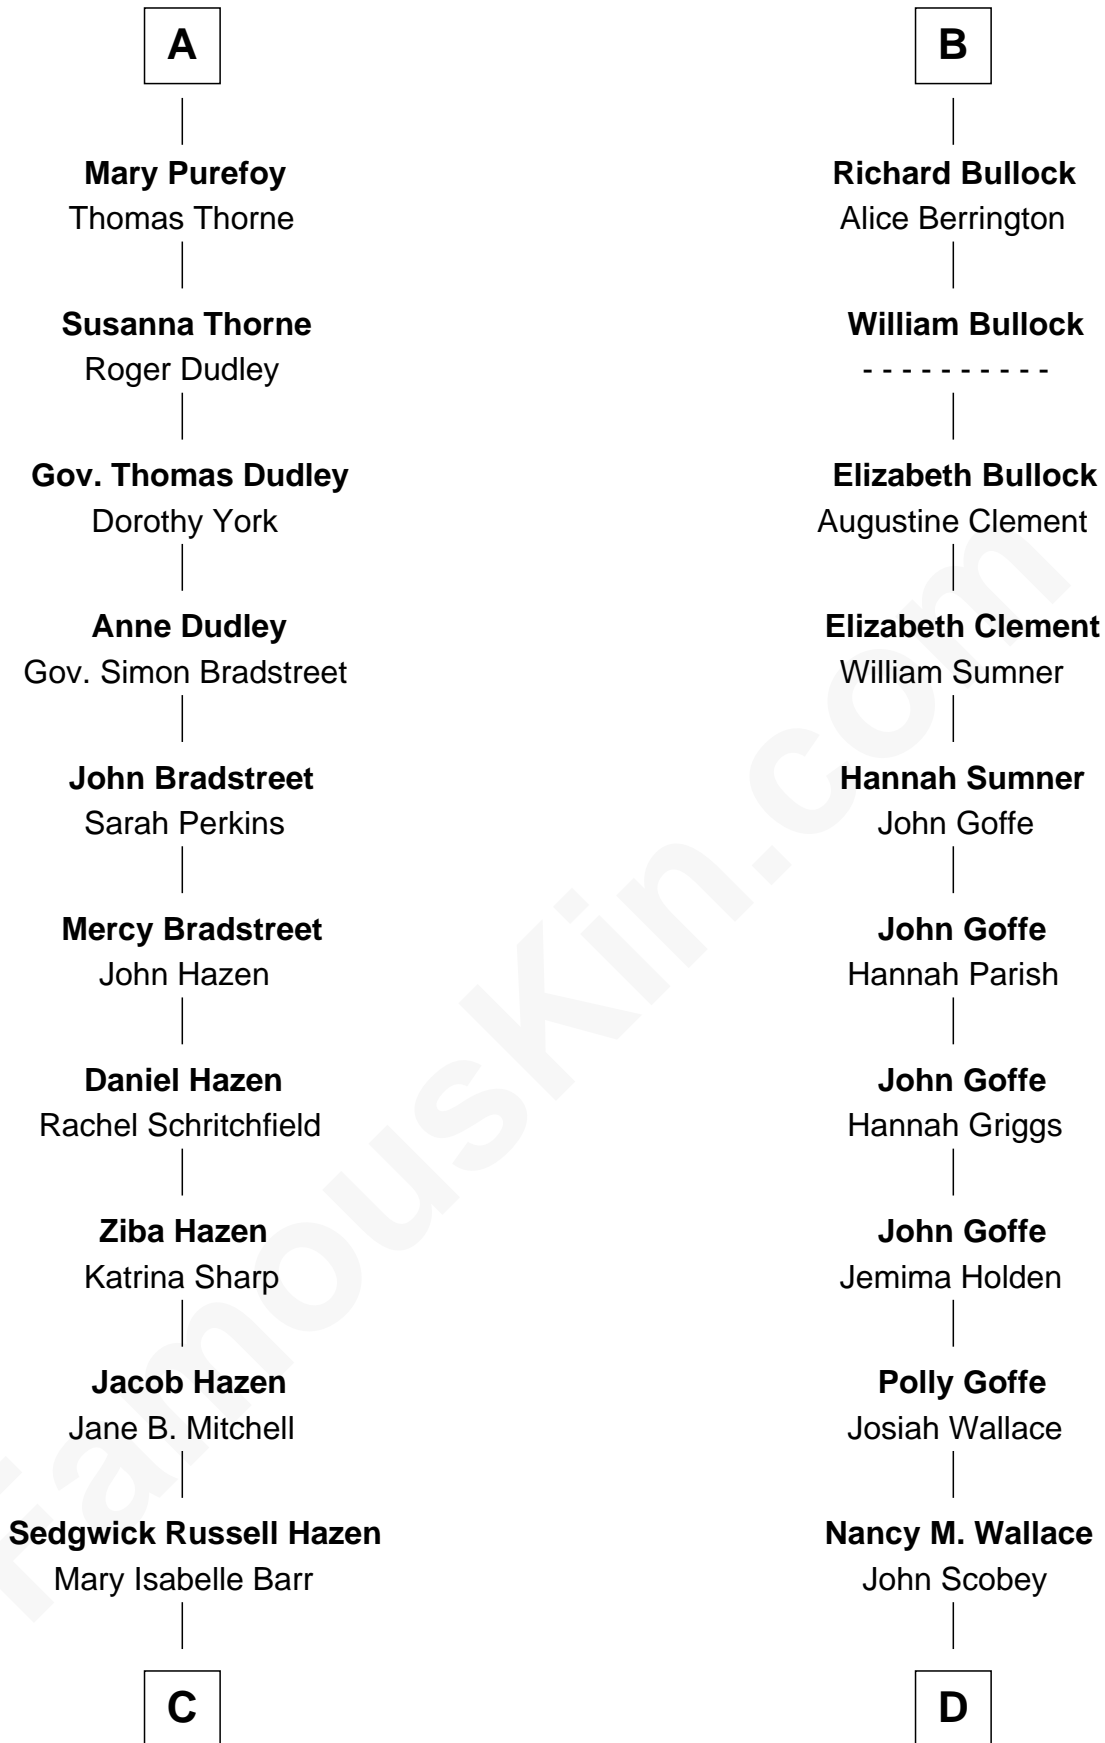 A
Mary Purefoy
Thomas Thorne
Susanna Thorne
Roger Dudley
Gov. Thomas Dudley
Dorothy York
Anne Dudley
Gov. Simon Bradstreet
John Bradstreet
Sarah Perkins
Mercy Bradstreet
John Hazen
Daniel Hazen
Rachel Schritchfield
Ziba Hazen
Katrina Sharp
Jacob Hazen
Jane B. Mitchell
Sedgwick Russell Hazen
Mary Isabelle Barr
C
B
Richard Bullock
Alice Berrington
William Bullock
- - - - - - - - - -
Elizabeth Bullock
Augustine Clement
Elizabeth Clement
William Sumner
Hannah Sumner
John Goffe
John Goffe
Hannah Parish
John Goffe
Hannah Griggs
John Goffe
Jemima Holden
Polly Goffe
Josiah Wallace
Nancy M. Wallace
John Scobey
D
FamousKin.com